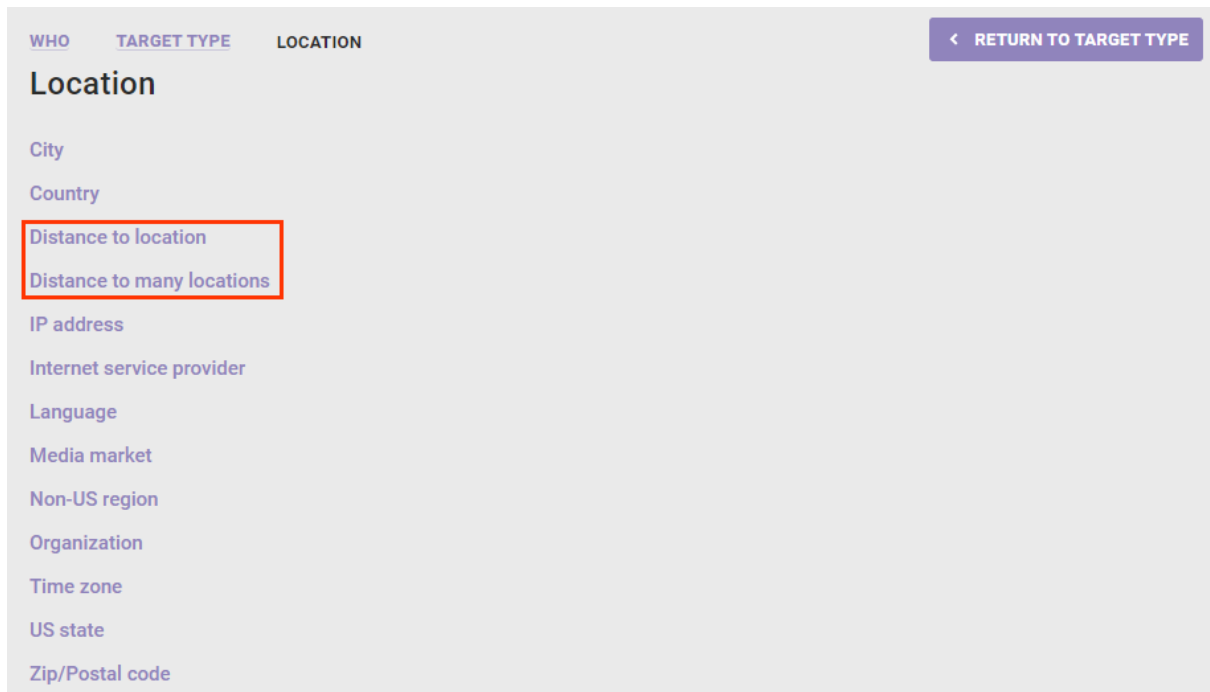 WHO TARGET TYPE LOCATION < RETURN TO TARGET TYPE
Location
City
Country
Distance to location
Distance to many locations
IP address
Internet service provider
Language
Media market
Non-US region
Organization
Time zone
US state
Zip/Postal code